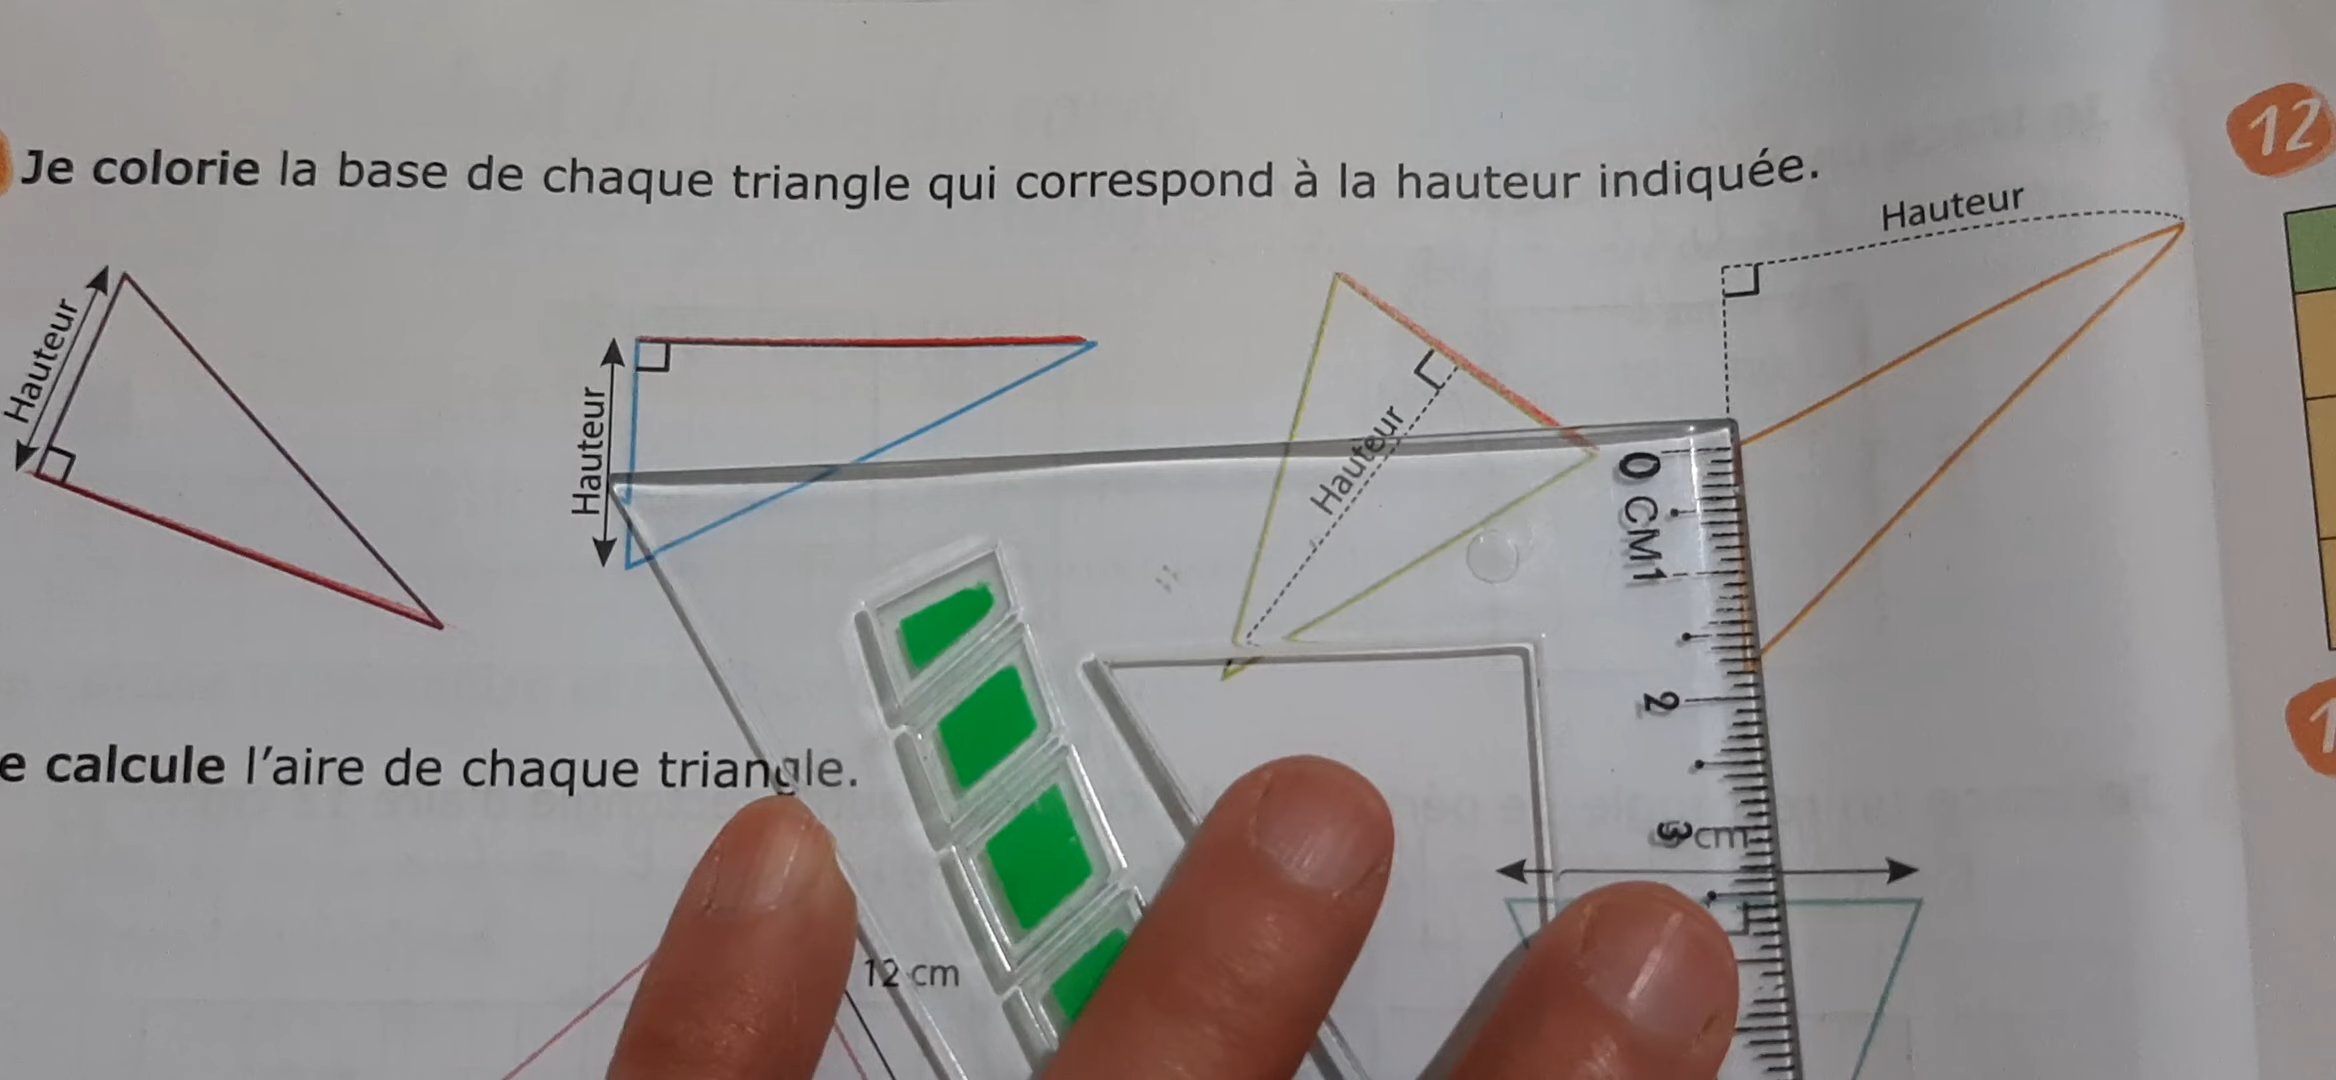 12
Je colorie la base de chaque triangle qui correspond à la hauteur indiquée.
Hauteur
Hauteur
Hauteur
Hauteur
0 CM1
2
3
cm
e calcule l'aire de chaque triangle.
12 cm
1